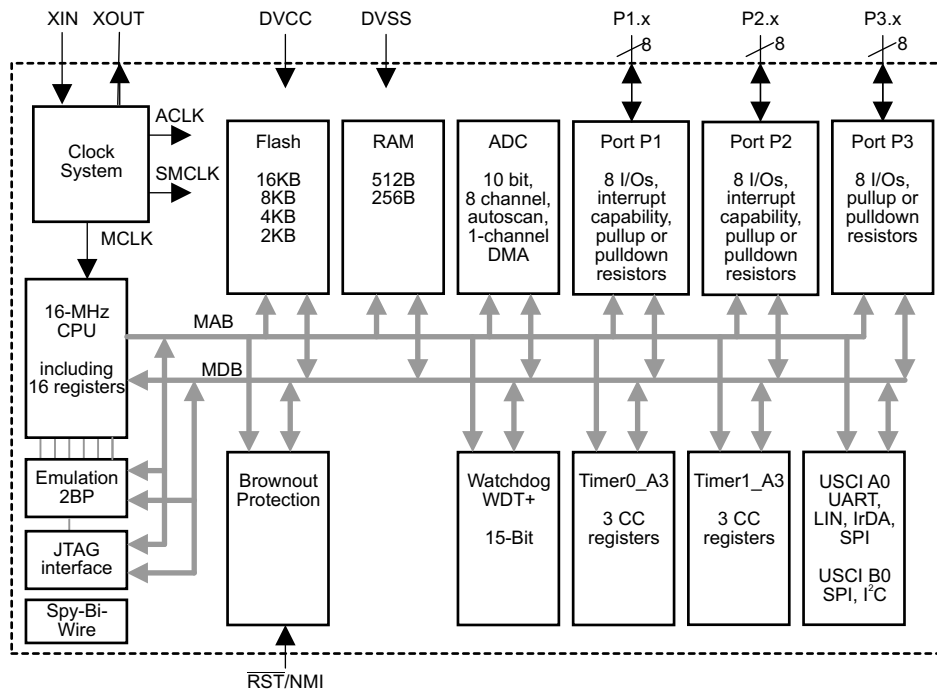 XIN XOUT DVCC DVSS P1.x P2.x P3.x
8 8 8
ACLK
SMCLK
MCLK
Clock
System
Flash
16KB
8KB
4KB
2KB
RAM
512B
256B
ADC
10 bit,
8 channel,
autoscan,
1-channel
DMA
Port P1
8 I/Os,
interrupt
capability,
pullup or
pulldown
resistors
Port P2
8 I/Os,
interrupt
capability,
pullup or
pulldown
resistors
Port P3
8 I/Os,
pullup or
pulldown
resistors
16-MHz
CPU
including
16 registers
MAB
MDB
Emulation
2BP
JTAG
interface
Spy-Bi-
Wire
Brownout
Protection
Watchdog
WDT+
15-Bit
Timer0_A3
3 CC
registers
Timer1_A3
3 CC
registers
USCI A0
UART,
LIN, IrDA,
SPI
USCI B0
SPI, I²C
RST/NMI